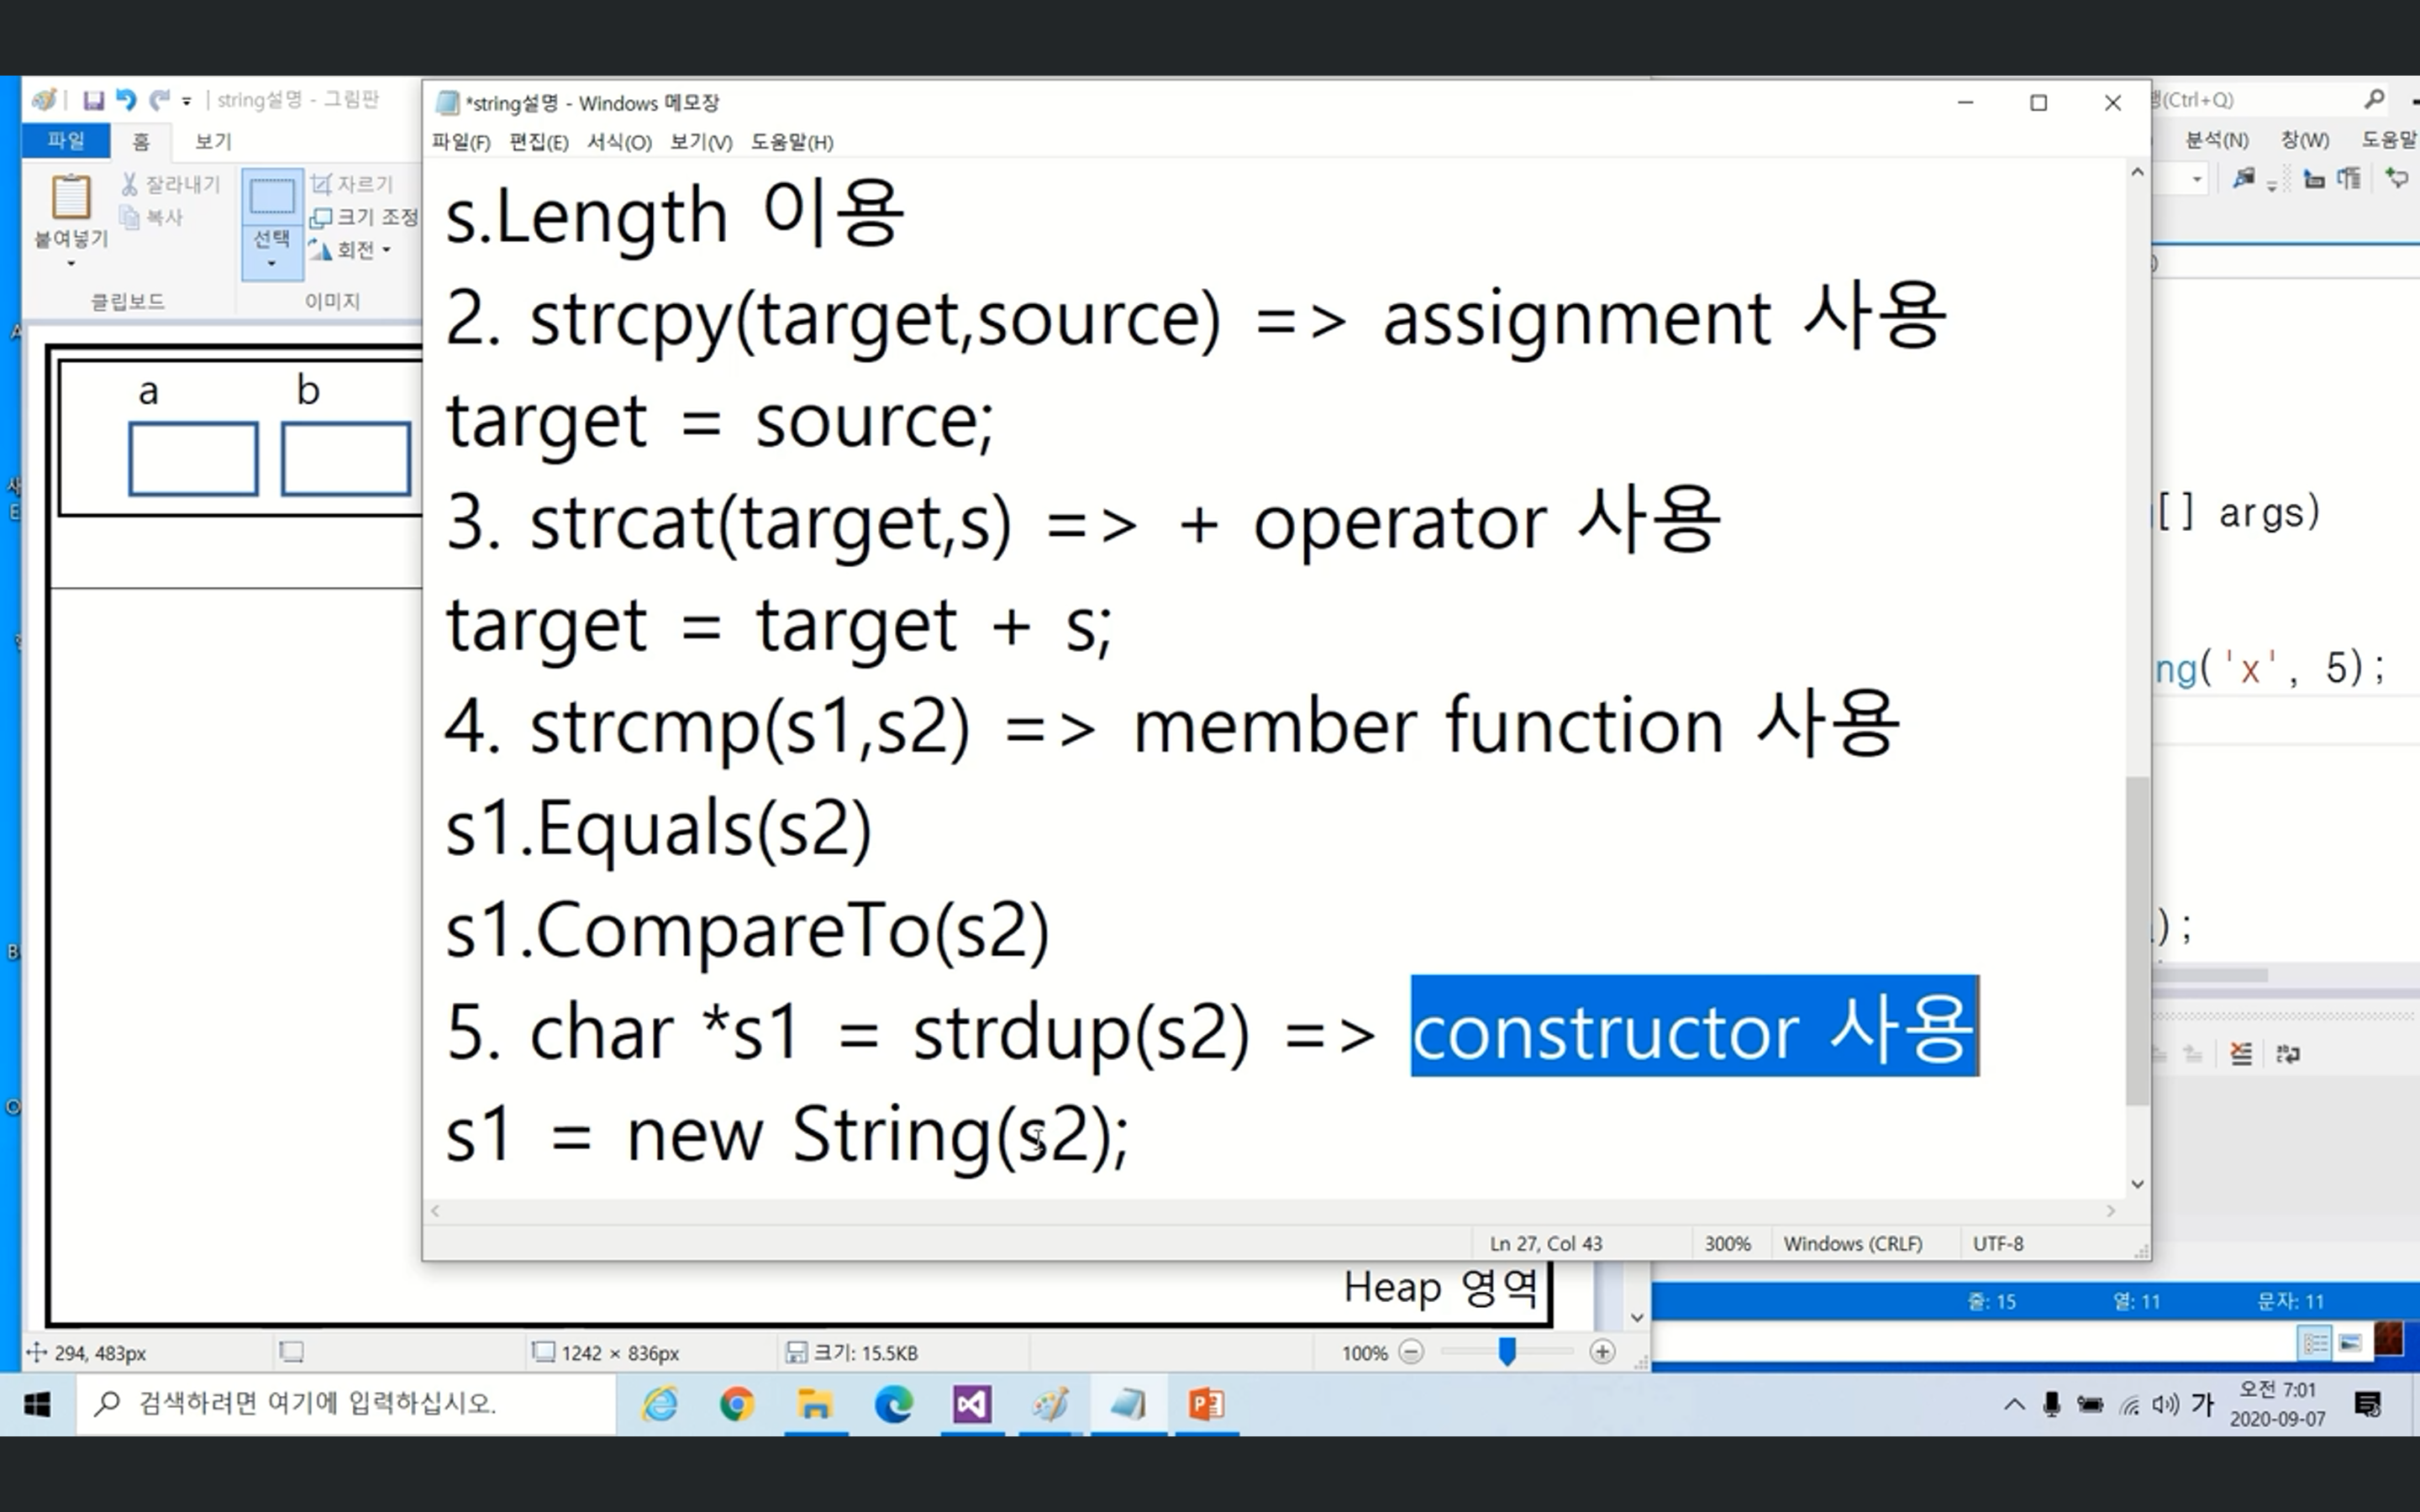 string설명 - 그림판
파일
홈
보기
붙여넣기
잘라내기
복사
클립보드
선택
자르기
크기 조정
회전
이미지
a
b
*string설명 - Windows 메모장
파일(F) 편집(E) 서식(O) 보기(V) 도움말(H)
s.Length 이용
2. strcpy(target,source) => assignment 사용
target = source;
3. strcat(target,s) => + operator 사용
target = target + s;
4. strcmp(s1,s2) => member function 사용
s1.Equals(s2)
s1.CompareTo(s2)
5. char *s1 = strdup(s2) => constructor 사용
s1 = new String(s2);
Ln 27, Col 43
300%
Windows (CRLF)
UTF-8
(Ctrl+Q)
분석(N) 창(W) 도움말
[] args)
ng('x', 5);
);
Heap 영역
줄: 15
열: 11
문자: 11
294, 483px
1242 × 836px
크기: 15.5KB
100%
검색하려면 여기에 입력하십시오.
가
오전 7:01
2020-09-07